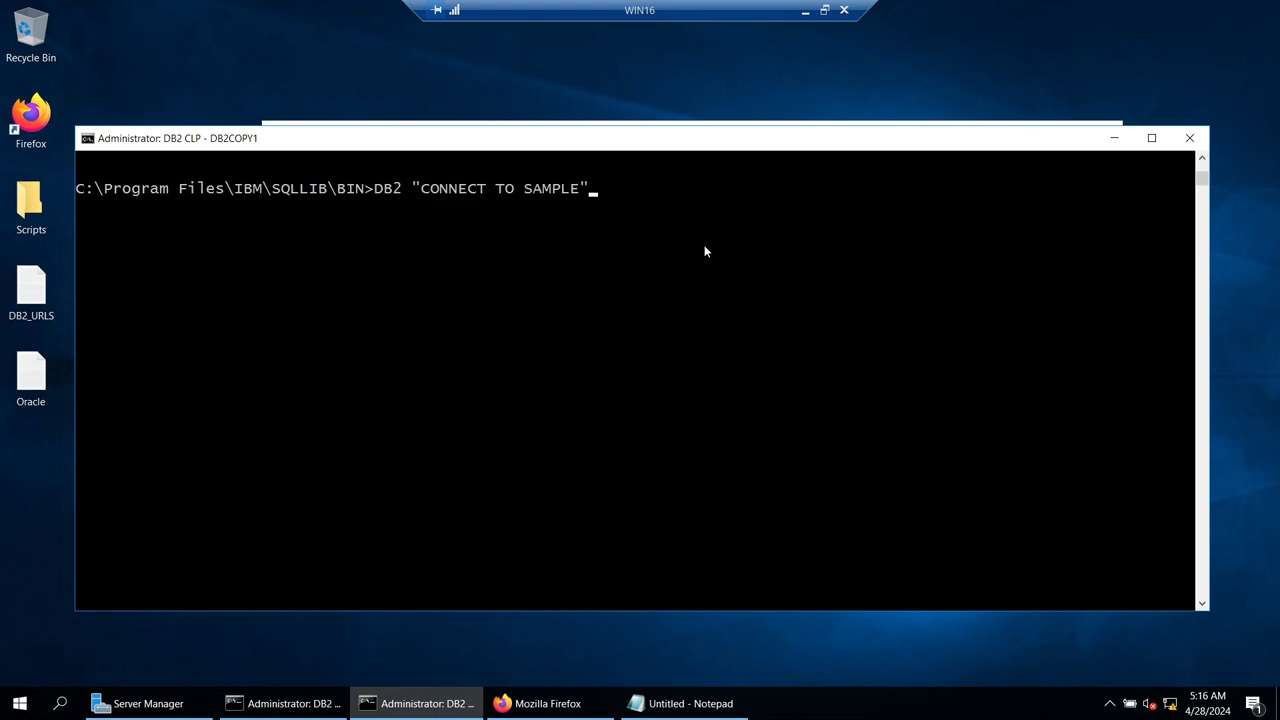 WIN16
Recycle Bin
Firefox
Scripts
DB2_URLS
Oracle
Administrator: DB2 CLP - DB2COPY1
C:\Program Files\IBM\SQLLIB\BIN>DB2 "CONNECT TO SAMPLE"
Server Manager
Administrator: DB2 ...
Administrator: DB2 ...
Mozilla Firefox
Untitled - Notepad
5:16 AM
4/28/2024
1